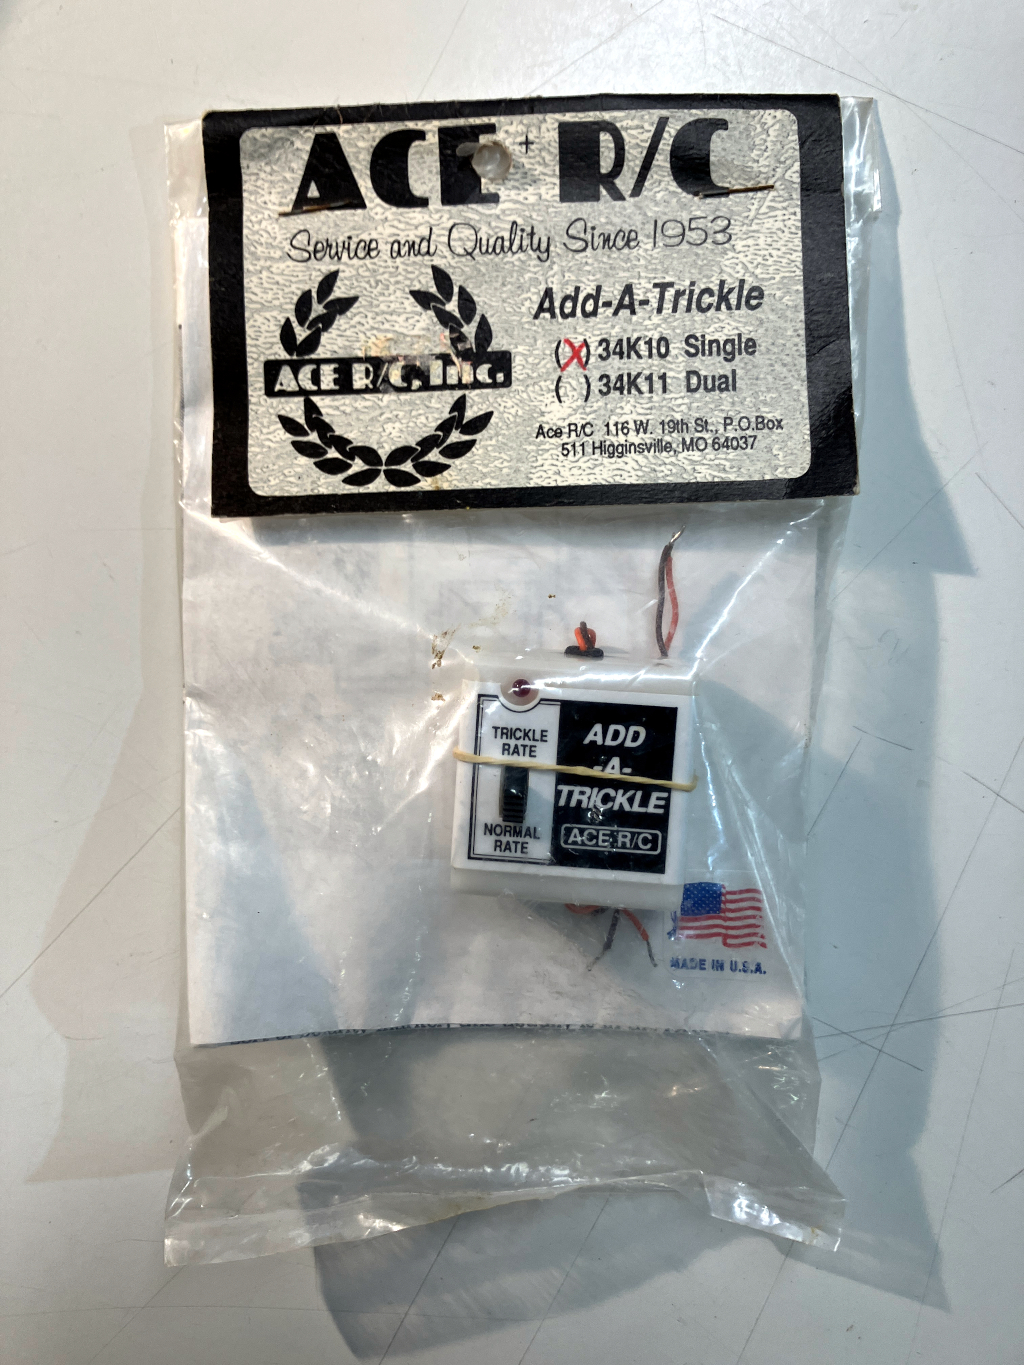 ACE R/C
Service and Quality Since 1953
Add-A-Trickle
(X) 34K10 Single
( ) 34K11 Dual
ACE R/C, Inc.
Ace R/C 116 W. 19th St., P.O.Box
511 Higginsville, MO 64037
TRICKLE
RATE
NORMAL
RATE
ADD
-A-
TRICKLE
ACE R/C
MADE IN U.S.A.